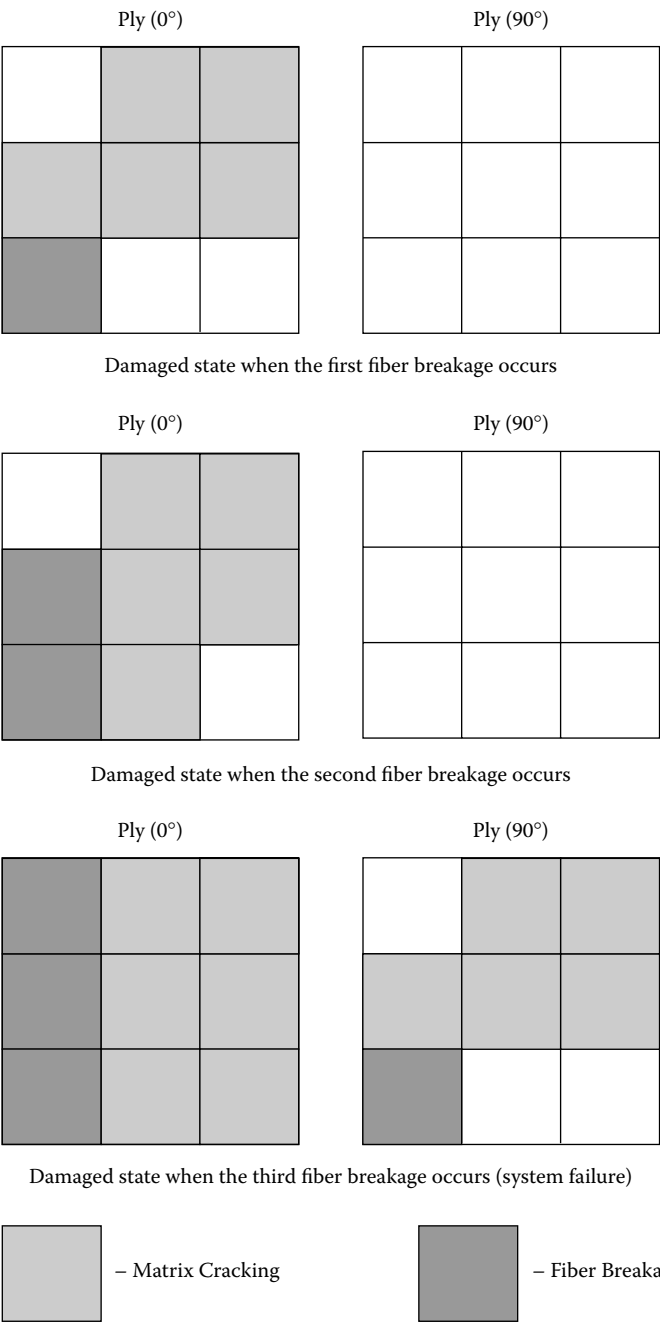 Ply (0°) Ply (90°)
Damaged state when the first fiber breakage occurs
Ply (0°) Ply (90°)
Damaged state when the second fiber breakage occurs
Ply (0°) Ply (90°)
Damaged state when the third fiber breakage occurs (system failure)
– Matrix Cracking – Fiber Breaka